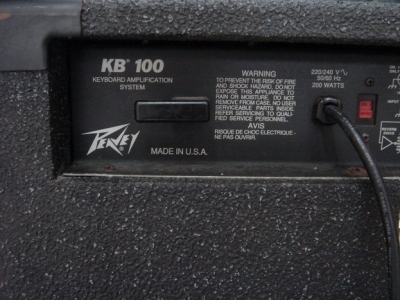 KB® 100
KEYBOARD AMPLIFICATION
SYSTEM
PEAVEY
MADE IN U.S.A.
WARNING
TO PREVENT THE RISK OF FIRE
AND SHOCK HAZARD, DO NOT
EXPOSE THIS APPLIANCE TO
RAIN OR MOISTURE. DO NOT
REMOVE FROM CASE, NO USER
SERVICEABLE PARTS INSIDE.
REFER SERVICING TO QUALI-
FIED SERVICE PERSONNEL.
AVIS
RISQUE DE CHOC ELECTRIQUE-
NE PAS OUVRIR.
220/240 V
50/60 Hz
200 WATTS
INPUT
REVERB